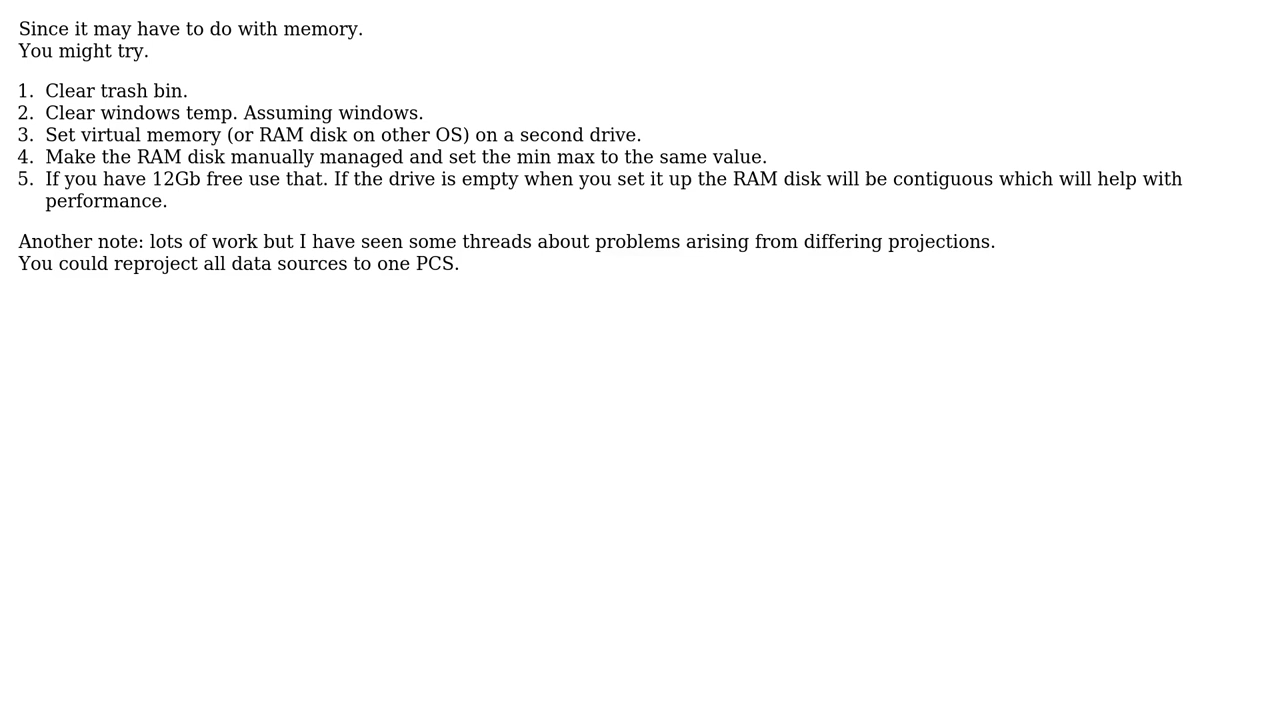 Since it may have to do with memory.
You might try.
1. Clear trash bin.
2. Clear windows temp. Assuming windows.
3. Set virtual memory (or RAM disk on other OS) on a second drive.
4. Make the RAM disk manually managed and set the min max to the same value.
5. If you have 12Gb free use that. If the drive is empty when you set it up the RAM disk will be contiguous which will help with
performance.
Another note: lots of work but I have seen some threads about problems arising from differing projections.
You could reproject all data sources to one PCS.